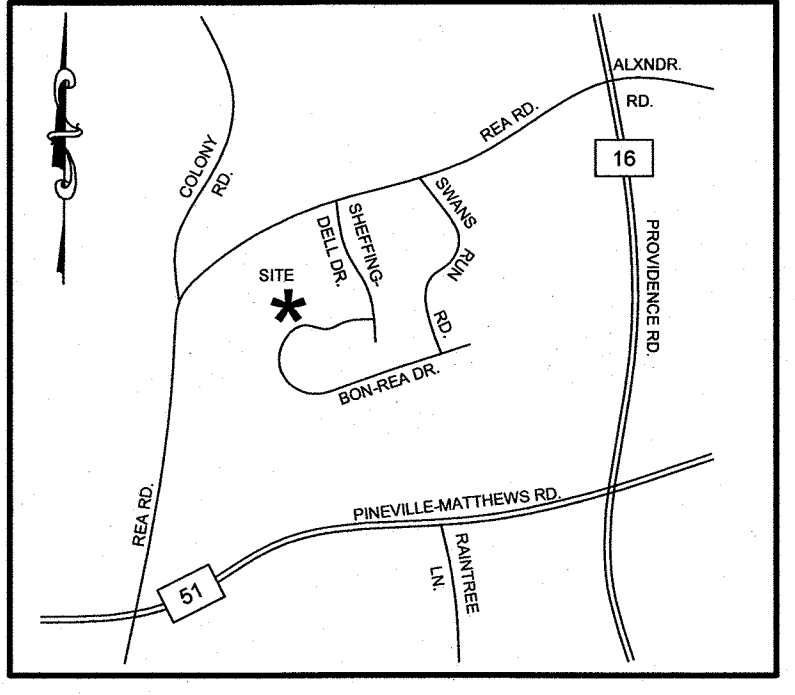 ALXNDR.
RD.
REA RD.
16
COLONY
RD.
SWANS
RUN
RD.
SHEFFING-
DELL DR.
PROVIDENCE RD.
SITE
*
BON-REA DR.
PINEVILLE-MATTHEWS RD.
REA RD.
RAINTREE
LN.
51